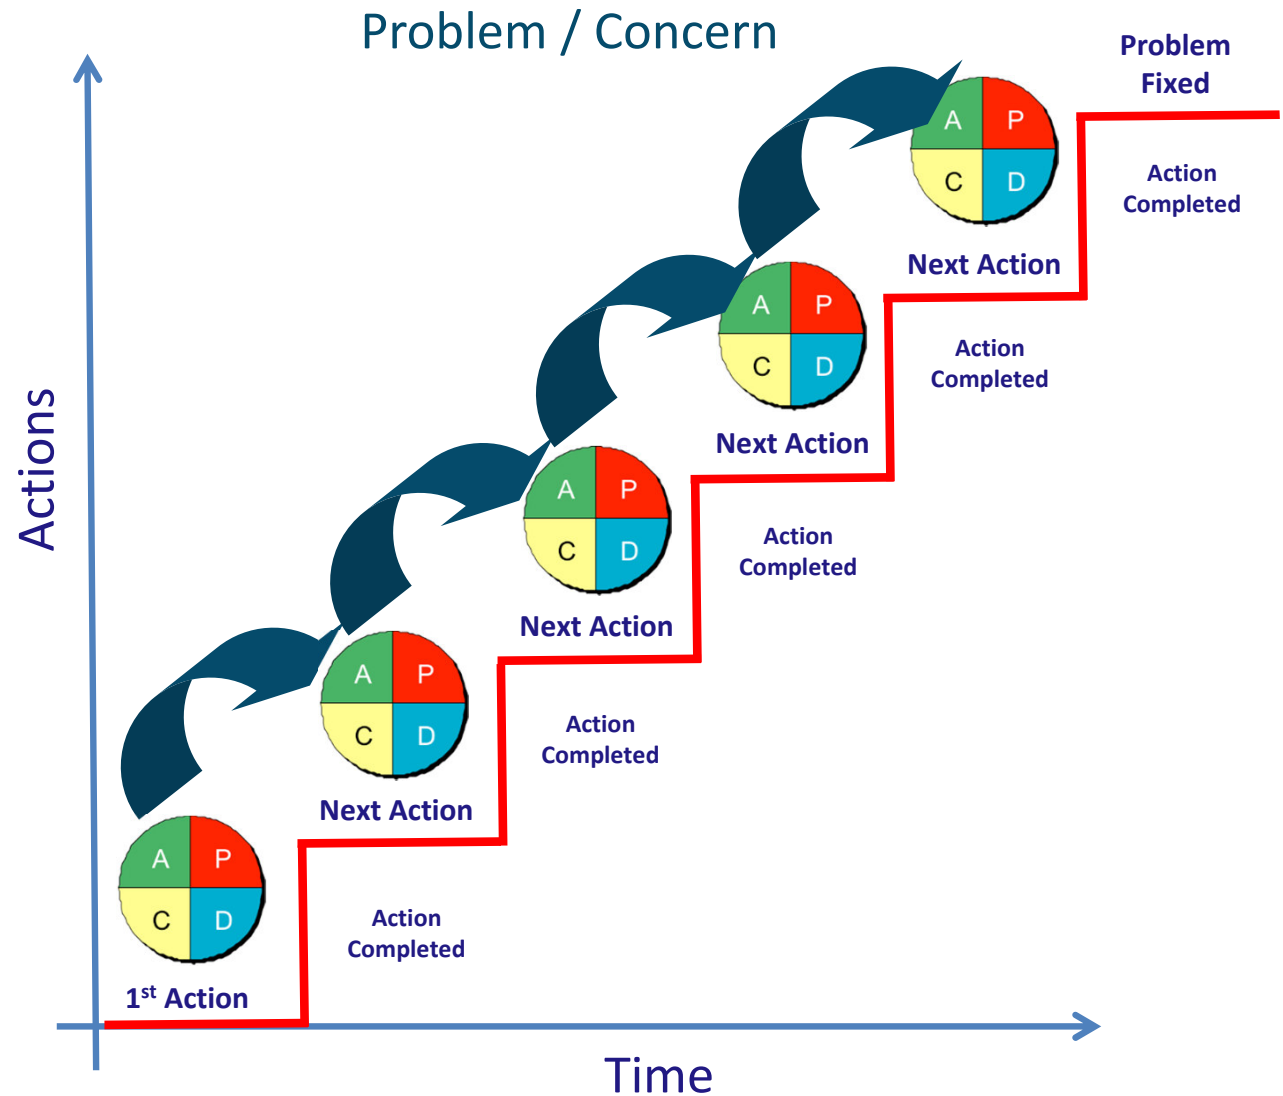 Problem / Concern
Problem
Fixed
A P
C D
Action
Completed
Next Action
A P
C D
Action
Completed
Next Action
A P
C D
Action
Completed
Next Action
A P
C D
Action
Completed
Next Action
A P
C D
Action
Completed
1st Action
Actions
Time